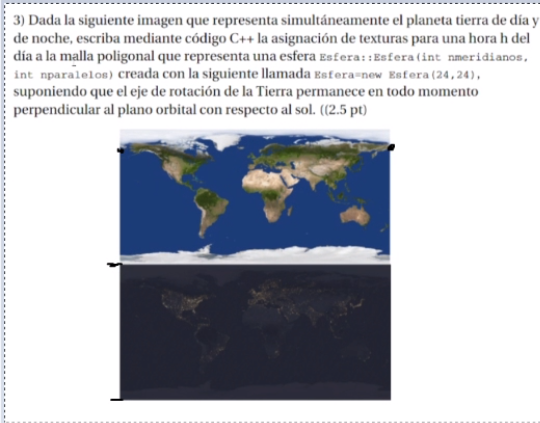 3) Dada la siguiente imagen que representa simultáneamente el planeta tierra de día y
de noche, escriba mediante código C++ la asignación de texturas para una hora h del
día a la malla poligonal que representa una esfera Esfera::Esfera(int nmeridianos,
int nparalelos) creada con la siguiente llamada Esfera=new Esfera(24,24),
suponiendo que el eje de rotación de la Tierra permanece en todo momento
perpendicular al plano orbital con respecto al sol. ((2.5 pt)